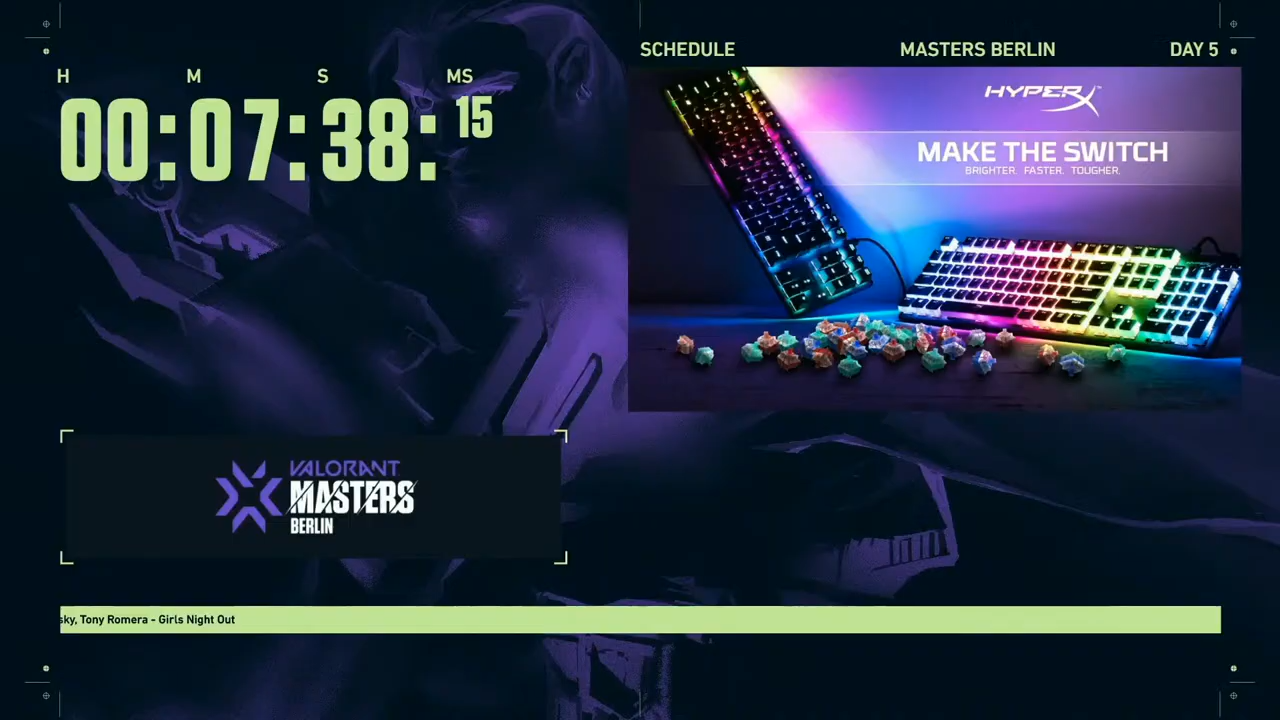 H M S MS
00:07:38:15
SCHEDULE MASTERS BERLIN DAY 5
HYPERX
MAKE THE SWITCH
BRIGHTER. FASTER. TOUGHER.
VALORANT
MASTERS
BERLIN
sky, Tony Romera - Girls Night Out